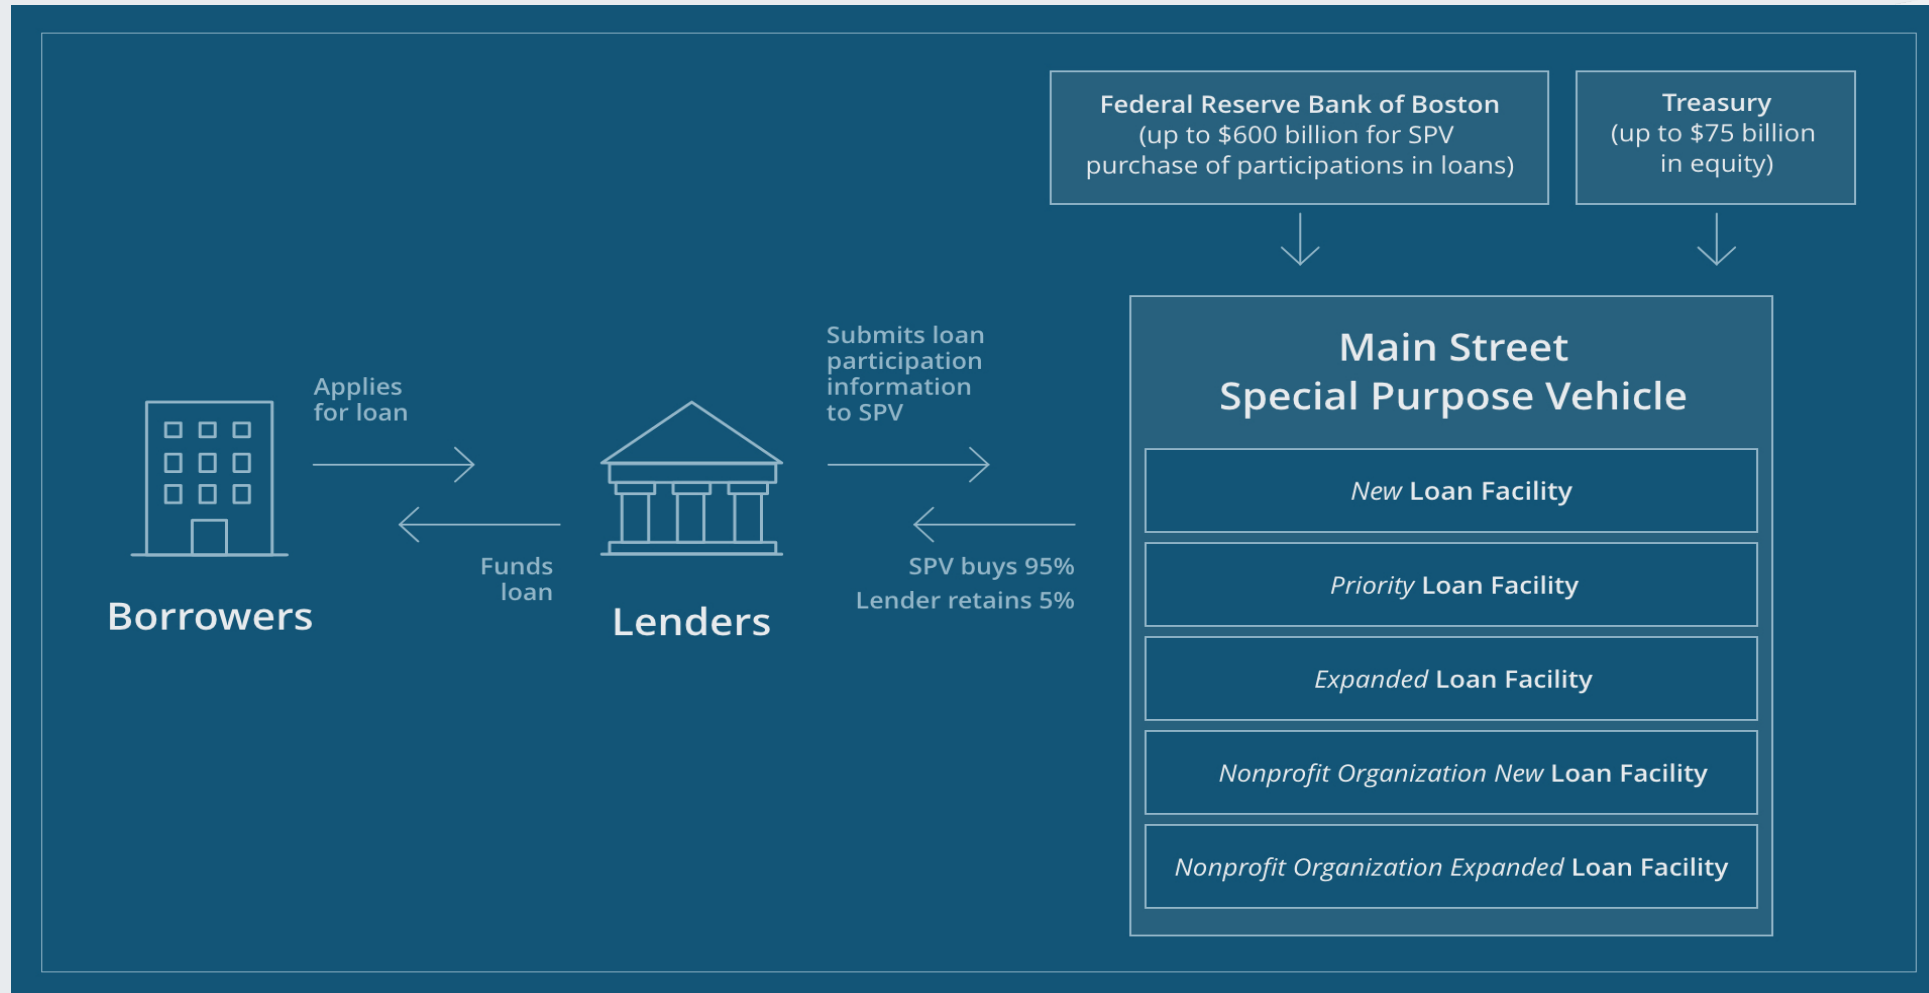 Federal Reserve Bank of Boston
(up to $600 billion for SPV
purchase of participations in loans)
Treasury
(up to $75 billion
in equity)
Applies
for loan
Funds
loan
Borrowers
Submits loan
participation
information
to SPV
SPV buys 95%
Lender retains 5%
Lenders
Main Street
Special Purpose Vehicle
New Loan Facility
Priority Loan Facility
Expanded Loan Facility
Nonprofit Organization New Loan Facility
Nonprofit Organization Expanded Loan Facility